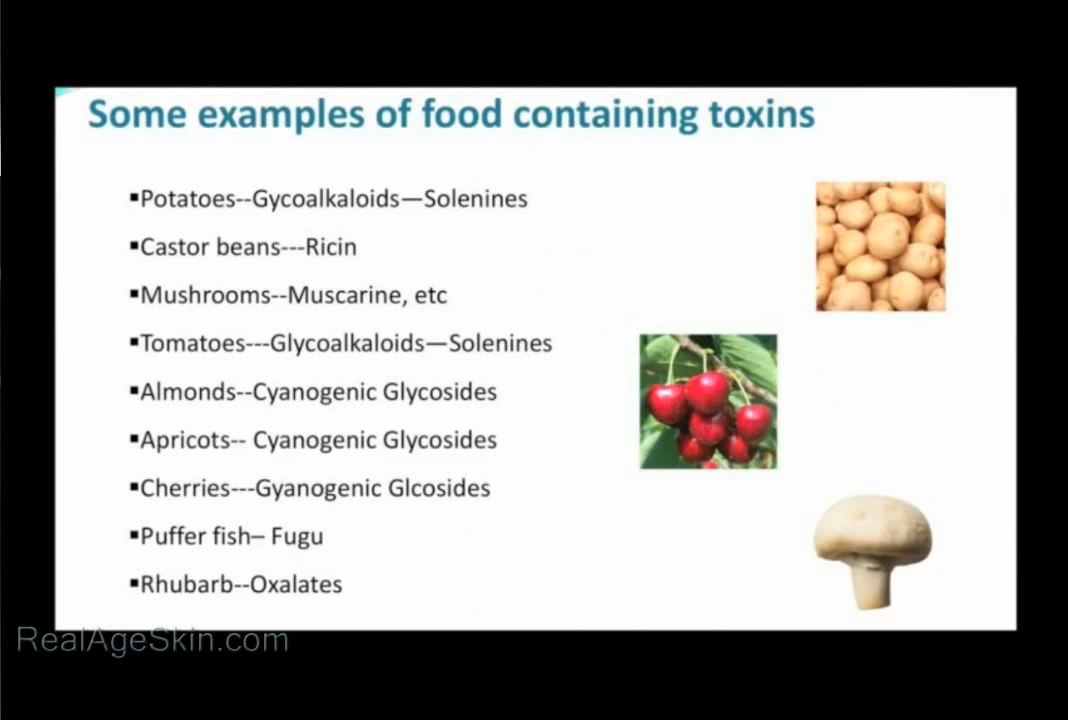 Some examples of food containing toxins
▪Potatoes--Gycoalkaloids—Solenines
▪Castor beans---Ricin
▪Mushrooms--Muscarine, etc
▪Tomatoes---Glycoalkaloids—Solenines
▪Almonds--Cyanogenic Glycosides
▪Apricots-- Cyanogenic Glycosides
▪Cherries---Gyanogenic Glcosides
▪Puffer fish– Fugu
▪Rhubarb--Oxalates
RealAgeSkin.com